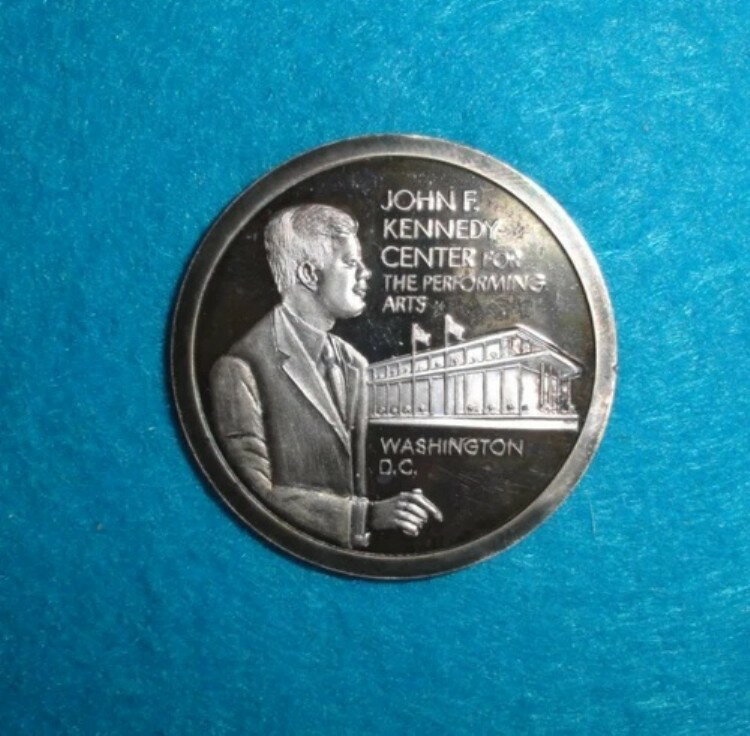 JOHN F.
KENNEDY
CENTER FOR
THE PERFORMING
ARTS
WASHINGTON
D.C.